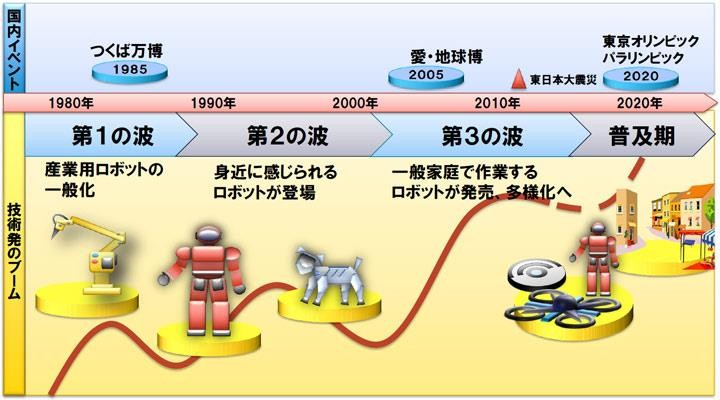 国内イベント
つくば万博
1985
愛・地球博
2005
東日本大震災
東京オリンピック
パラリンピック
2020
1980年
1990年
2000年
2010年
2020年
技術発のブーム
第1の波
第2の波
第3の波
普及期
産業用ロボットの
一般化
身近に感じられる
ロボットが登場
一般家庭で作業する
ロボットが発売、多様化へ